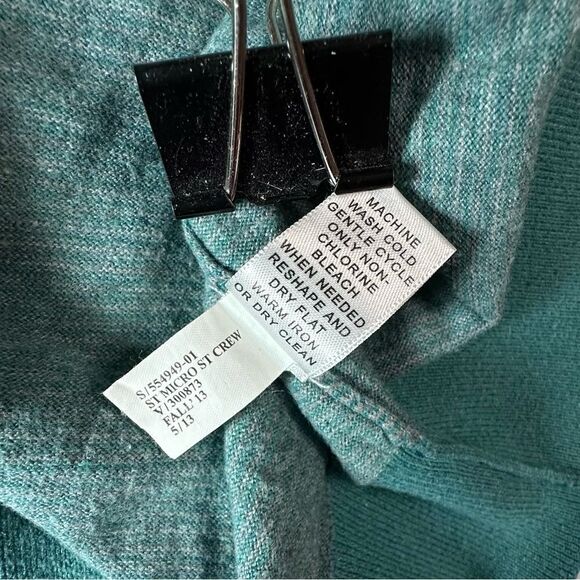 MACHINE
WASH COLD
GENTLE CYCLE
ONLY NON-
CHLORINE
BLEACH
WHEN NEEDED
RESHAPE AND
DRY FLAT
WARM IRON
OR DRY CLEAN
S/554949-01
ST MICRO ST CREW
V/300873
FALL' 13
5/13